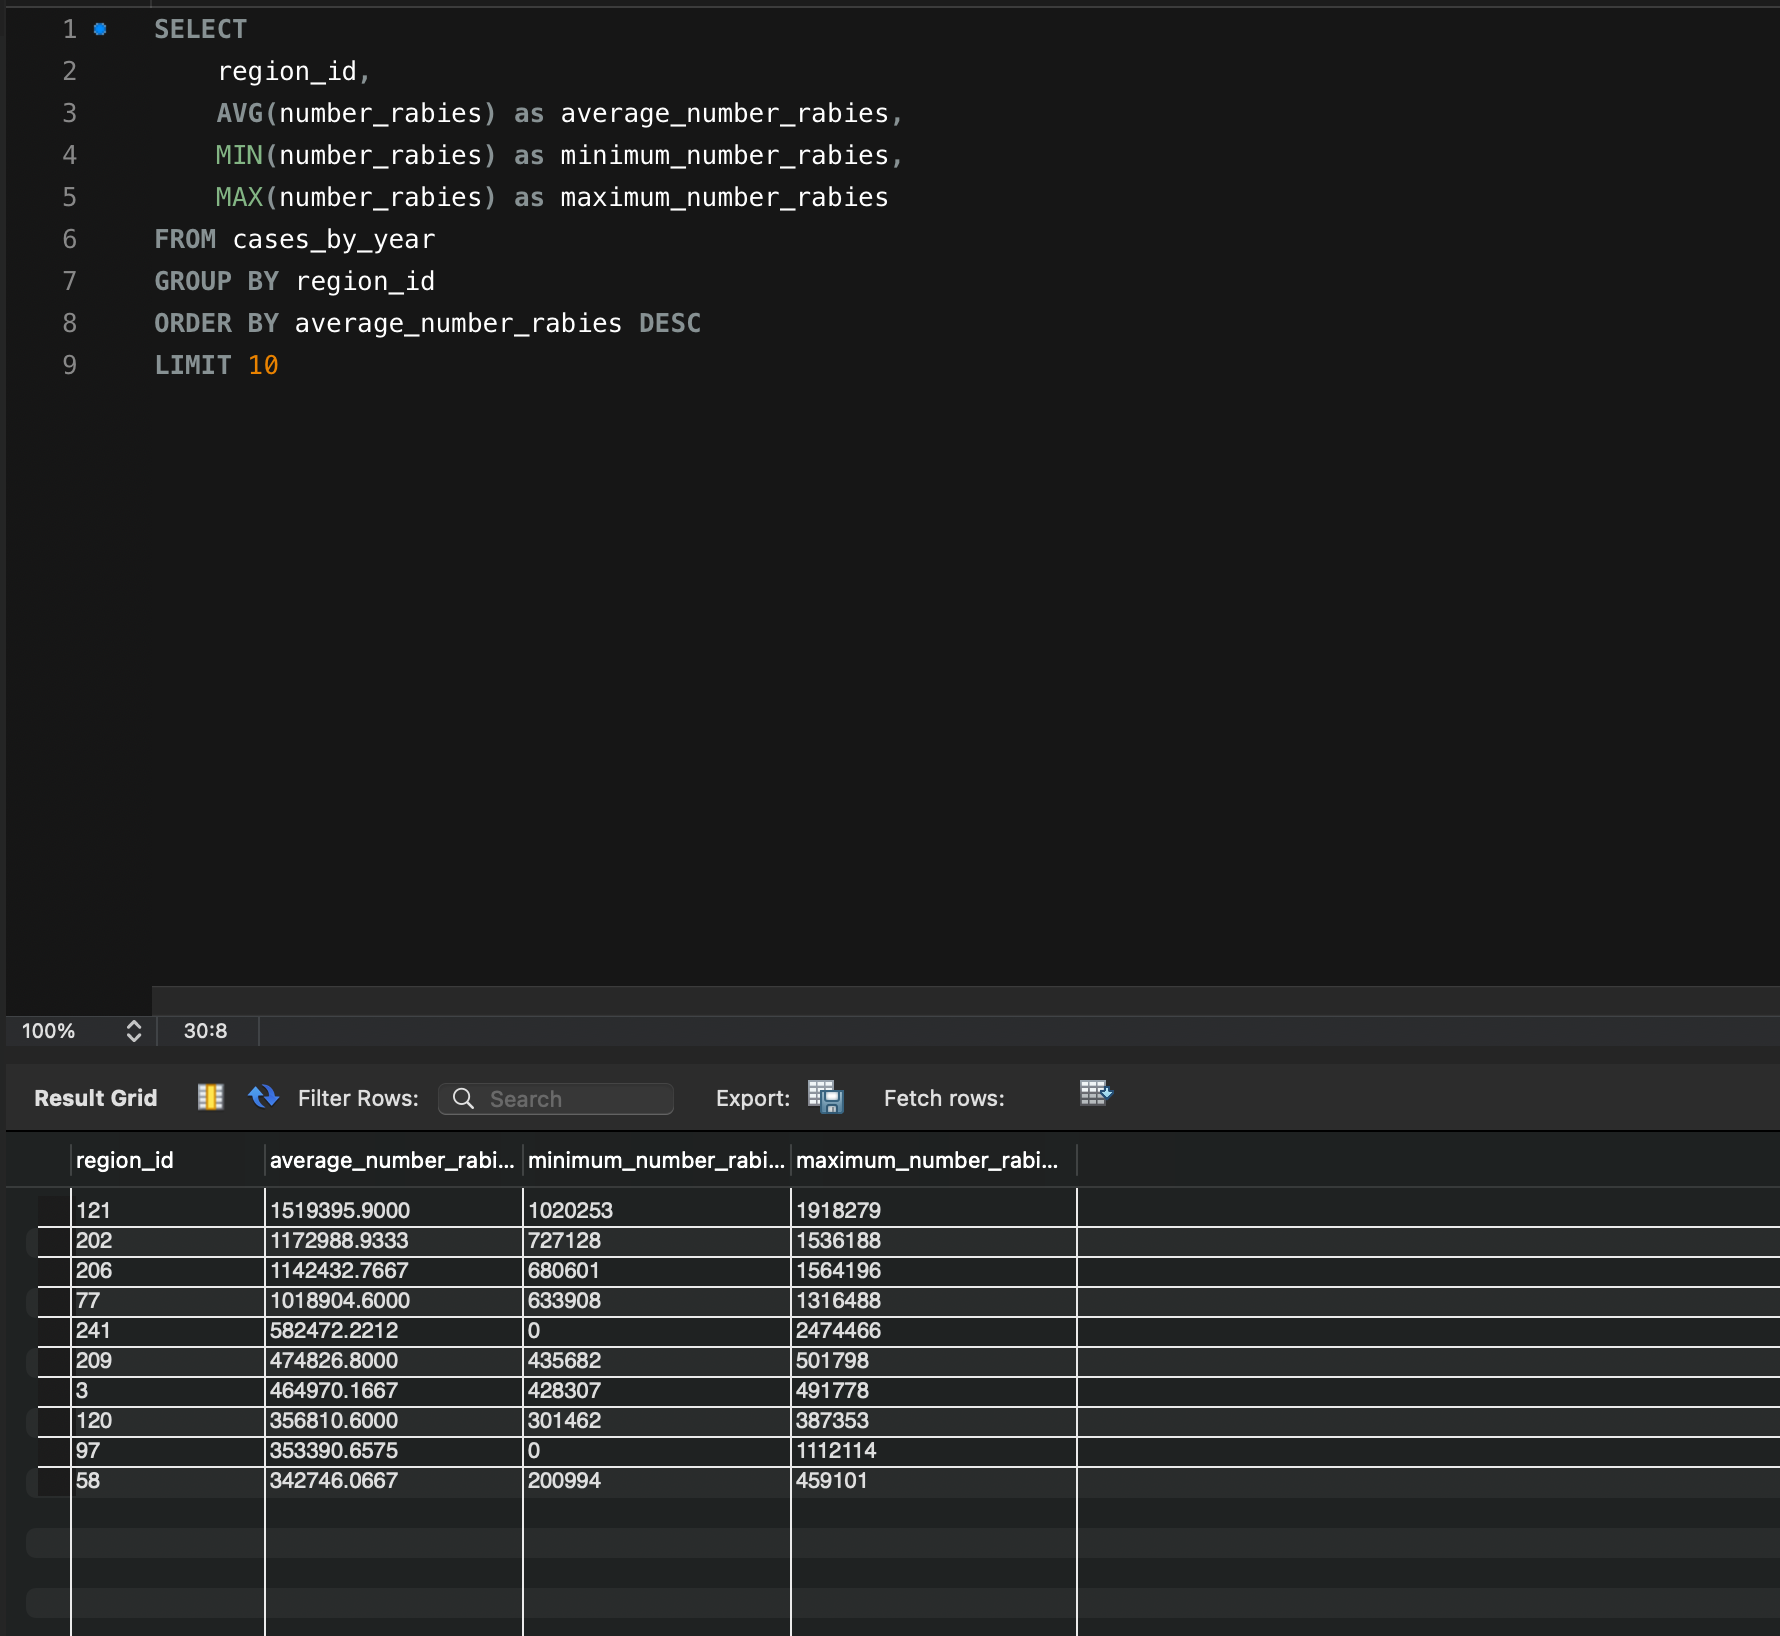 1 SELECT
2 region_id,
3 AVG(number_rabies) as average_number_rabies,
4 MIN(number_rabies) as minimum_number_rabies,
5 MAX(number_rabies) as maximum_number_rabies
6 FROM cases_by_year
7 GROUP BY region_id
8 ORDER BY average_number_rabies DESC
9 LIMIT 10
100% 30:8
Result Grid Filter Rows: Search Export: Fetch rows:
region_id average_number_rabi... minimum_number_rabi... maximum_number_rabi...
121 1519395.9000 1020253 1918279
202 1172988.9333 727128 1536188
206 1142432.7667 680601 1564196
77 1018904.6000 633908 1316488
241 582472.2212 0 2474466
209 474826.8000 435682 501798
3 464970.1667 428307 491778
120 356810.6000 301462 387353
97 353390.6575 0 1112114
58 342746.0667 200994 459101